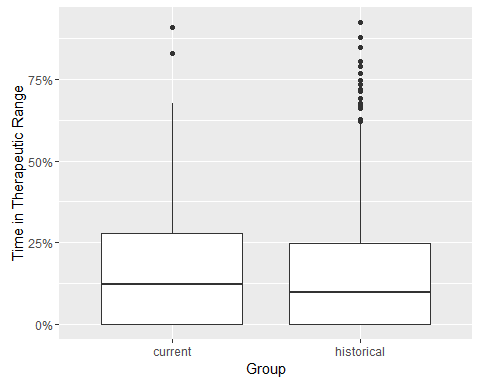 Time in Therapeutic Range
75%
50%
25%
0%
current
historical
Group